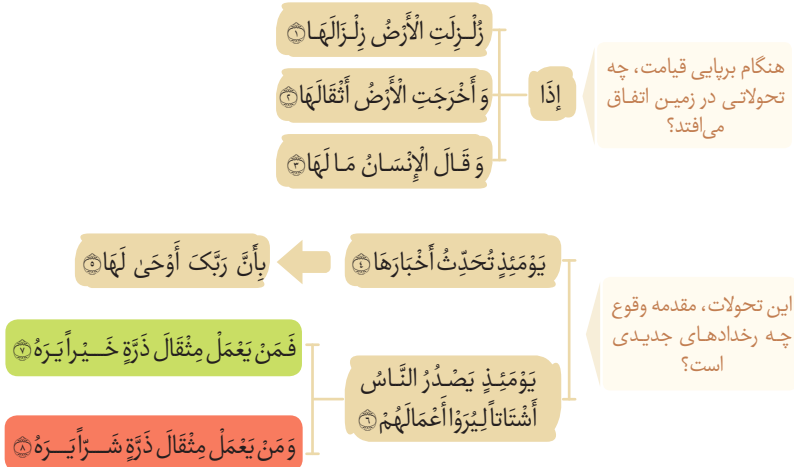 هنگام برپایی قیامت، چه
تحولاتی در زمین اتفاق
می‌افتد؟
إِذَا
زُلْزِلَتِ الْأَرْضُ زِلْزَالَهَا ﴿١﴾
وَ أَخْرَجَتِ الْأَرْضُ أَثْقَالَهَا ﴿٢﴾
وَ قَالَ الْإِنْسَانُ مَا لَهَا ﴿٣﴾
این تحولات، مقدمه وقوع
چه رخدادهای جدیدی
است؟
يَوْمَئِذٍ تُحَدِّثُ أَخْبَارَهَا ﴿٤﴾
بِأَنَّ رَبَّکَ أَوْحَىٰ لَهَا ﴿٥﴾
يَوْمَئِذٍ يَصْدُرُ النَّاسُ
أَشْتَاتاً لِيُرَوْا أَعْمَالَهُمْ ﴿٦﴾
فَمَنْ يَعْمَلْ مِثْقَالَ ذَرَّةٍ خَيْراً يَرَهُ ﴿٧﴾
وَ مَنْ يَعْمَلْ مِثْقَالَ ذَرَّةٍ شَرّاً يَرَهُ ﴿٨﴾